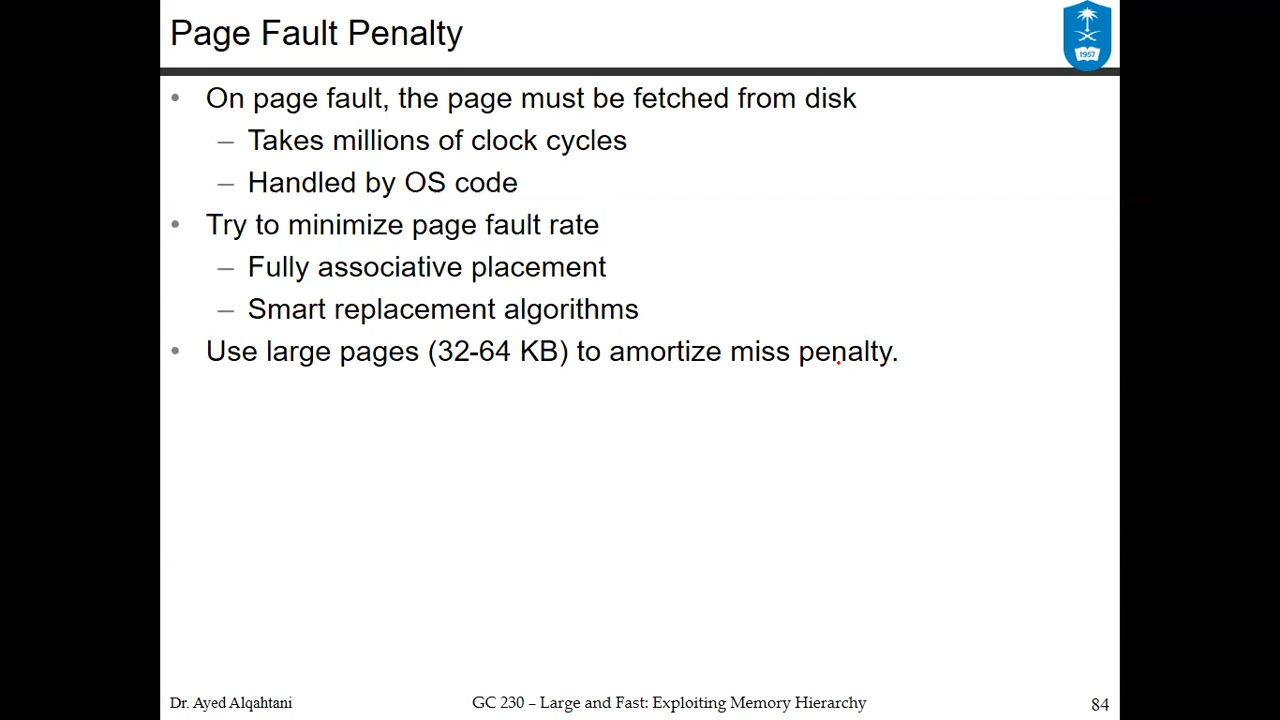 Page Fault Penalty
1957
• On page fault, the page must be fetched from disk
– Takes millions of clock cycles
– Handled by OS code
• Try to minimize page fault rate
– Fully associative placement
– Smart replacement algorithms
• Use large pages (32-64 KB) to amortize miss penalty.
Dr. Ayed Alqahtani
GC 230 – Large and Fast: Exploiting Memory Hierarchy
84